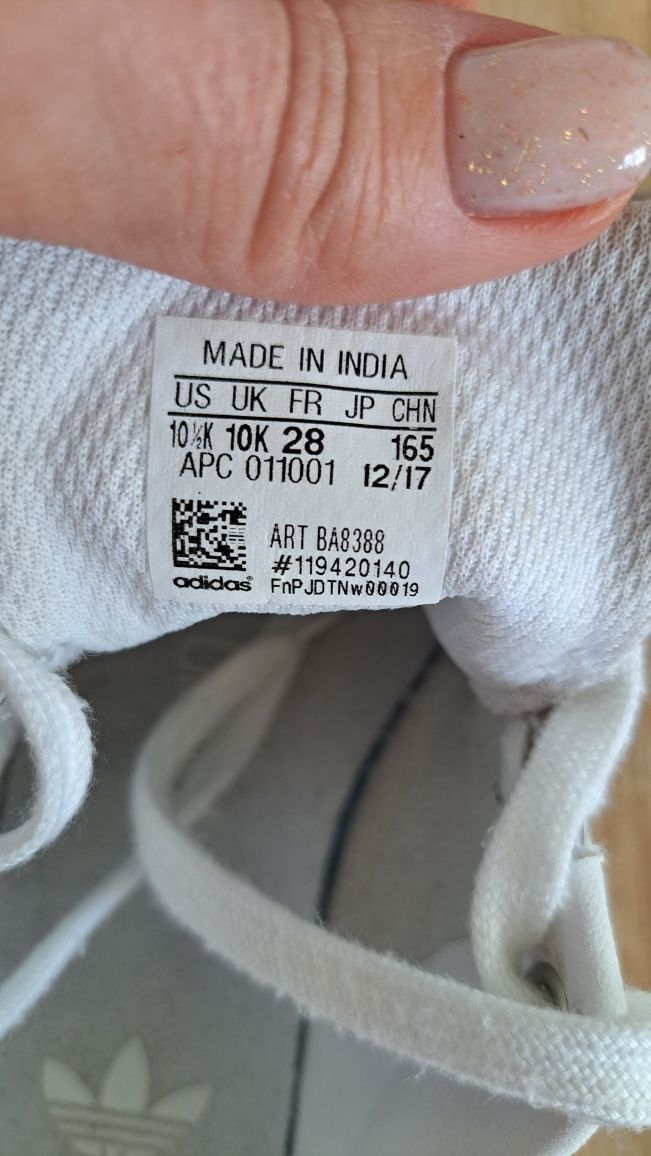 MADE IN INDIA
US UK FR JP CHN
10½K 10K 28 165
APC 011001 12/17
ART BA8388
#119420140
adidas®
FnPJDTNw00019